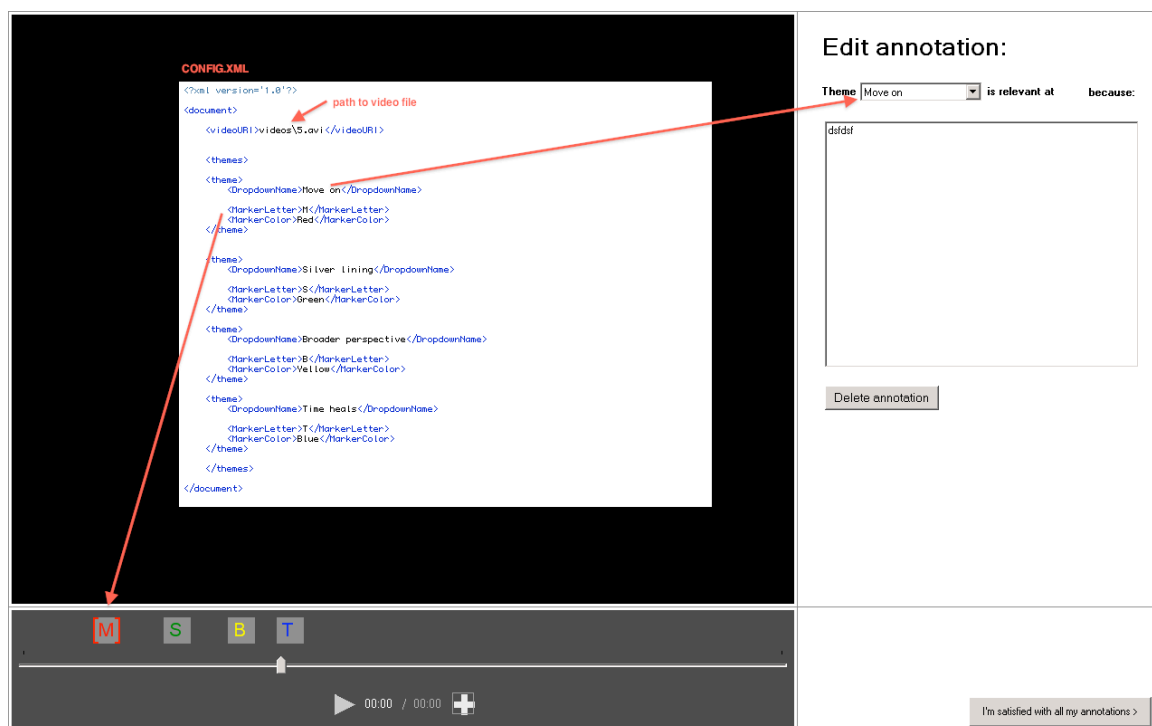 CONFIG.XML
<?xml version='1.0'?>
path to video file
<document>
<videoURI>videos\5.avi</videoURI>
<themes>
<theme>
<DropdownName>Move on</DropdownName>
<MarkerLetter>M</MarkerLetter>
<MarkerColor>Red</MarkerColor>
</theme>
<theme>
<DropdownName>Silver lining</DropdownName>
<MarkerLetter>S</MarkerLetter>
<MarkerColor>Green</MarkerColor>
</theme>
<theme>
<DropdownName>Broader perspective</DropdownName>
<MarkerLetter>B</MarkerLetter>
<MarkerColor>Yellow</MarkerColor>
</theme>
<theme>
<DropdownName>Time heals</DropdownName>
<MarkerLetter>T</MarkerLetter>
<MarkerColor>Blue</MarkerColor>
</theme>
</themes>
</document>
Edit annotation:
Theme Move on is relevant at because:
dsfdsf
Delete annotation
M S B T
00:00 / 00:00
I'm satisfied with all my annotations >